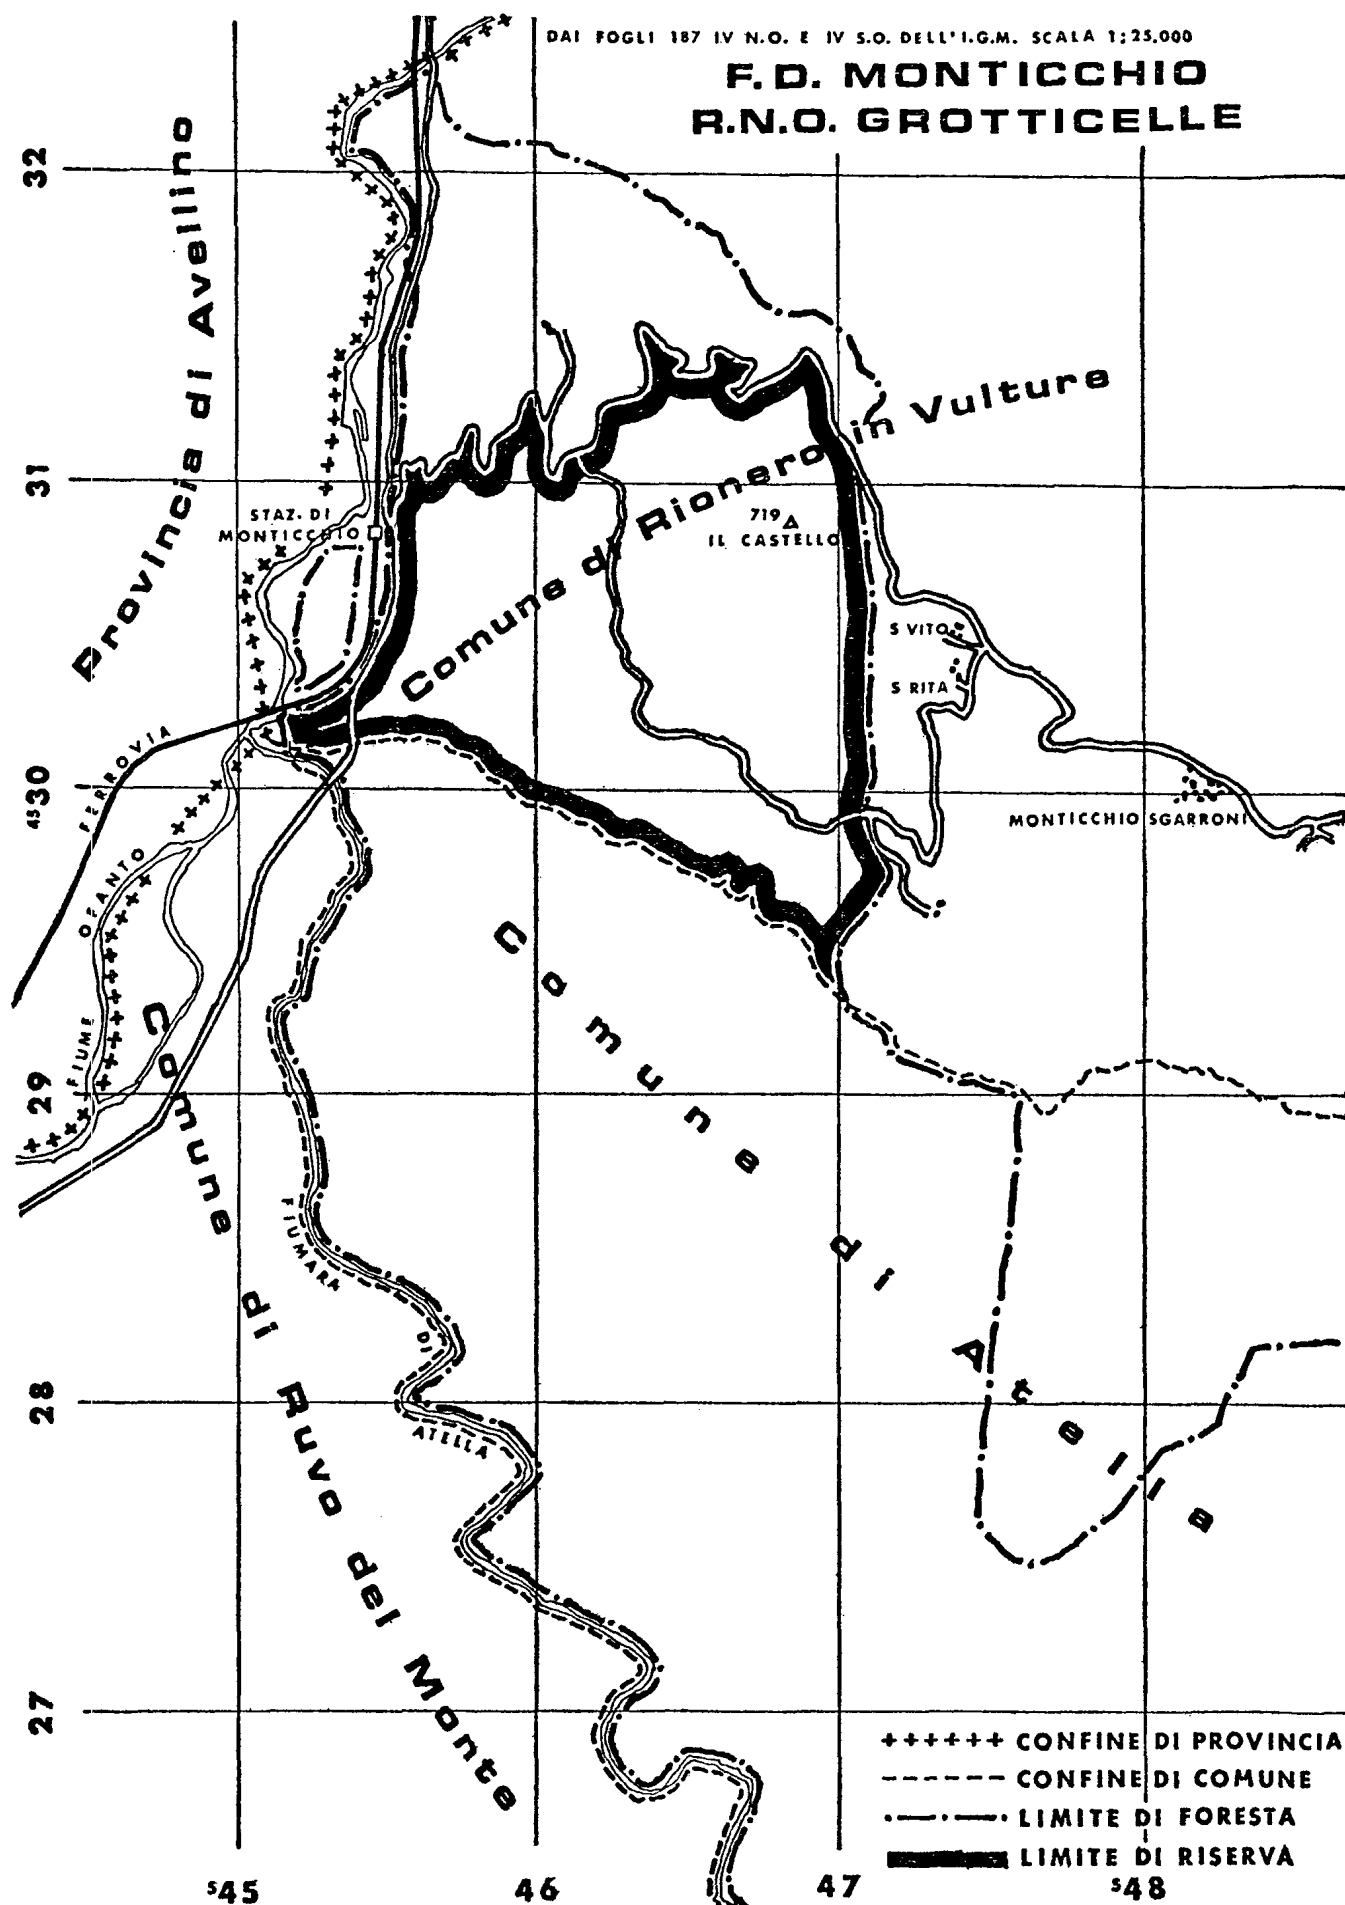 DAI FOGLI 187 IV N.O. E IV S.O. DELL'I.G.M. SCALA 1:25.000
F.D. MONTICCHIO
R.N.O. GROTTICELLE
32
31
4530
29
28
27
Provincia di Avellino
Comune di Rionero in Vulture
STAZ. DI
MONTICCHIO
719
IL CASTELLO
S VITO
S RITA
MONTICCHIO SGARRONI
FERROVIA
FIUME OFANTO
Comune di Atella
Comune di Ruvo del Monte
FIUMARA DI ATELLA
++++++ CONFINE DI PROVINCIA
------ CONFINE DI COMUNE
LIMITE DI FORESTA
LIMITE DI RISERVA
545
46
47
548